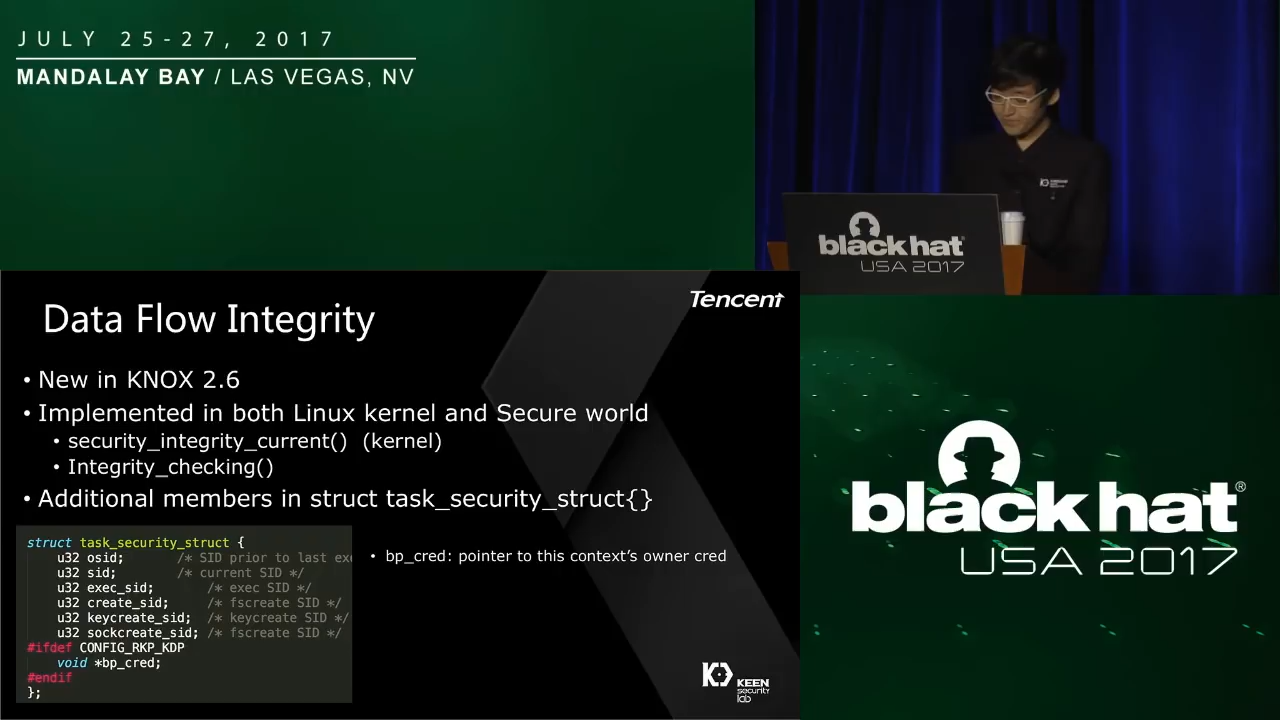 JULY 25-27, 2017
MANDALAY BAY / LAS VEGAS, NV
black hat
USA 2017
Tencent
Data Flow Integrity
• New in KNOX 2.6
• Implemented in both Linux kernel and Secure world
• security_integrity_current() (kernel)
• Integrity_checking()
• Additional members in struct task_security_struct{}
struct task_security_struct {
u32 osid; /* SID prior to last exe
u32 sid; /* current SID */
u32 exec_sid; /* exec SID */
u32 create_sid; /* fscreate SID */
u32 keycreate_sid; /* keycreate SID */
u32 sockcreate_sid; /* fscreate SID */
#ifdef CONFIG_RKP_KDP
void *bp_cred;
#endif
};
• bp_cred: pointer to this context's owner cred
KEEN
security
lab
black hat®
USA 2017